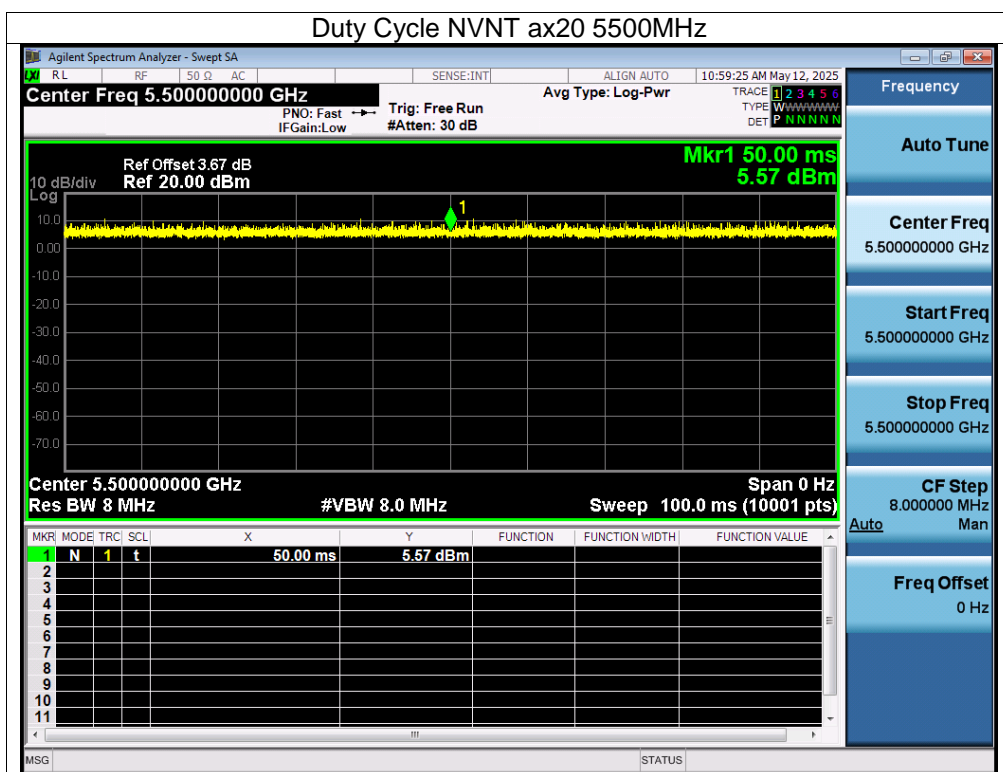 Duty Cycle NVNT ax20 5500MHz
Agilent Spectrum Analyzer - Swept SA
LXI RL RF 50 Ω AC SENSE:INT ALIGN AUTO 10:59:25 AM May 12, 2025
Center Freq 5.500000000 GHz Avg Type: Log-Pwr TRACE 1 2 3 4 5 6
PNO: Fast Trig: Free Run TYPE WWWWWW
IFGain:Low #Atten: 30 dB DET P N N N N N
Mkr1 50.00 ms
5.57 dBm
Ref Offset 3.67 dB
10 dB/div Ref 20.00 dBm
Log
1
10.0
0.00
-10.0
-20.0
-30.0
-40.0
-50.0
-60.0
-70.0
Center 5.500000000 GHz Span 0 Hz
Res BW 8 MHz #VBW 8.0 MHz Sweep 100.0 ms (10001 pts)
MKR MODE TRC SCL X Y FUNCTION FUNCTION WIDTH FUNCTION VALUE
1 N 1 t 50.00 ms 5.57 dBm
2
3
4
5
6
7
8
9
10
11
MSG STATUS
Frequency
Auto Tune
Center Freq
5.500000000 GHz
Start Freq
5.500000000 GHz
Stop Freq
5.500000000 GHz
CF Step
8.000000 MHz
Auto Man
Freq Offset
0 Hz